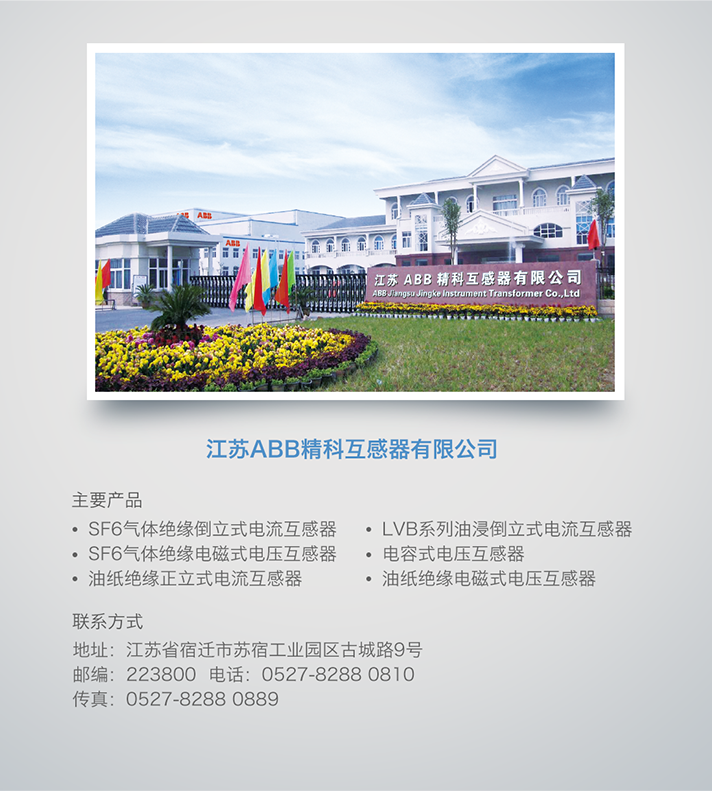 ABB
ABB
江苏 ABB 精科互感器有限公司
ABB Jiangsu Jingke Instrument Transformer Co.,Ltd
江苏ABB精科互感器有限公司
主要产品
• SF6气体绝缘倒立式电流互感器
• LVB系列油浸倒立式电流互感器
• SF6气体绝缘电磁式电压互感器
• 电容式电压互感器
• 油纸绝缘正立式电流互感器
• 油纸绝缘电磁式电压互感器
联系方式
地址：江苏省宿迁市苏宿工业园区古城路9号
邮编：223800 电话：0527-8288 0810
传真：0527-8288 0889